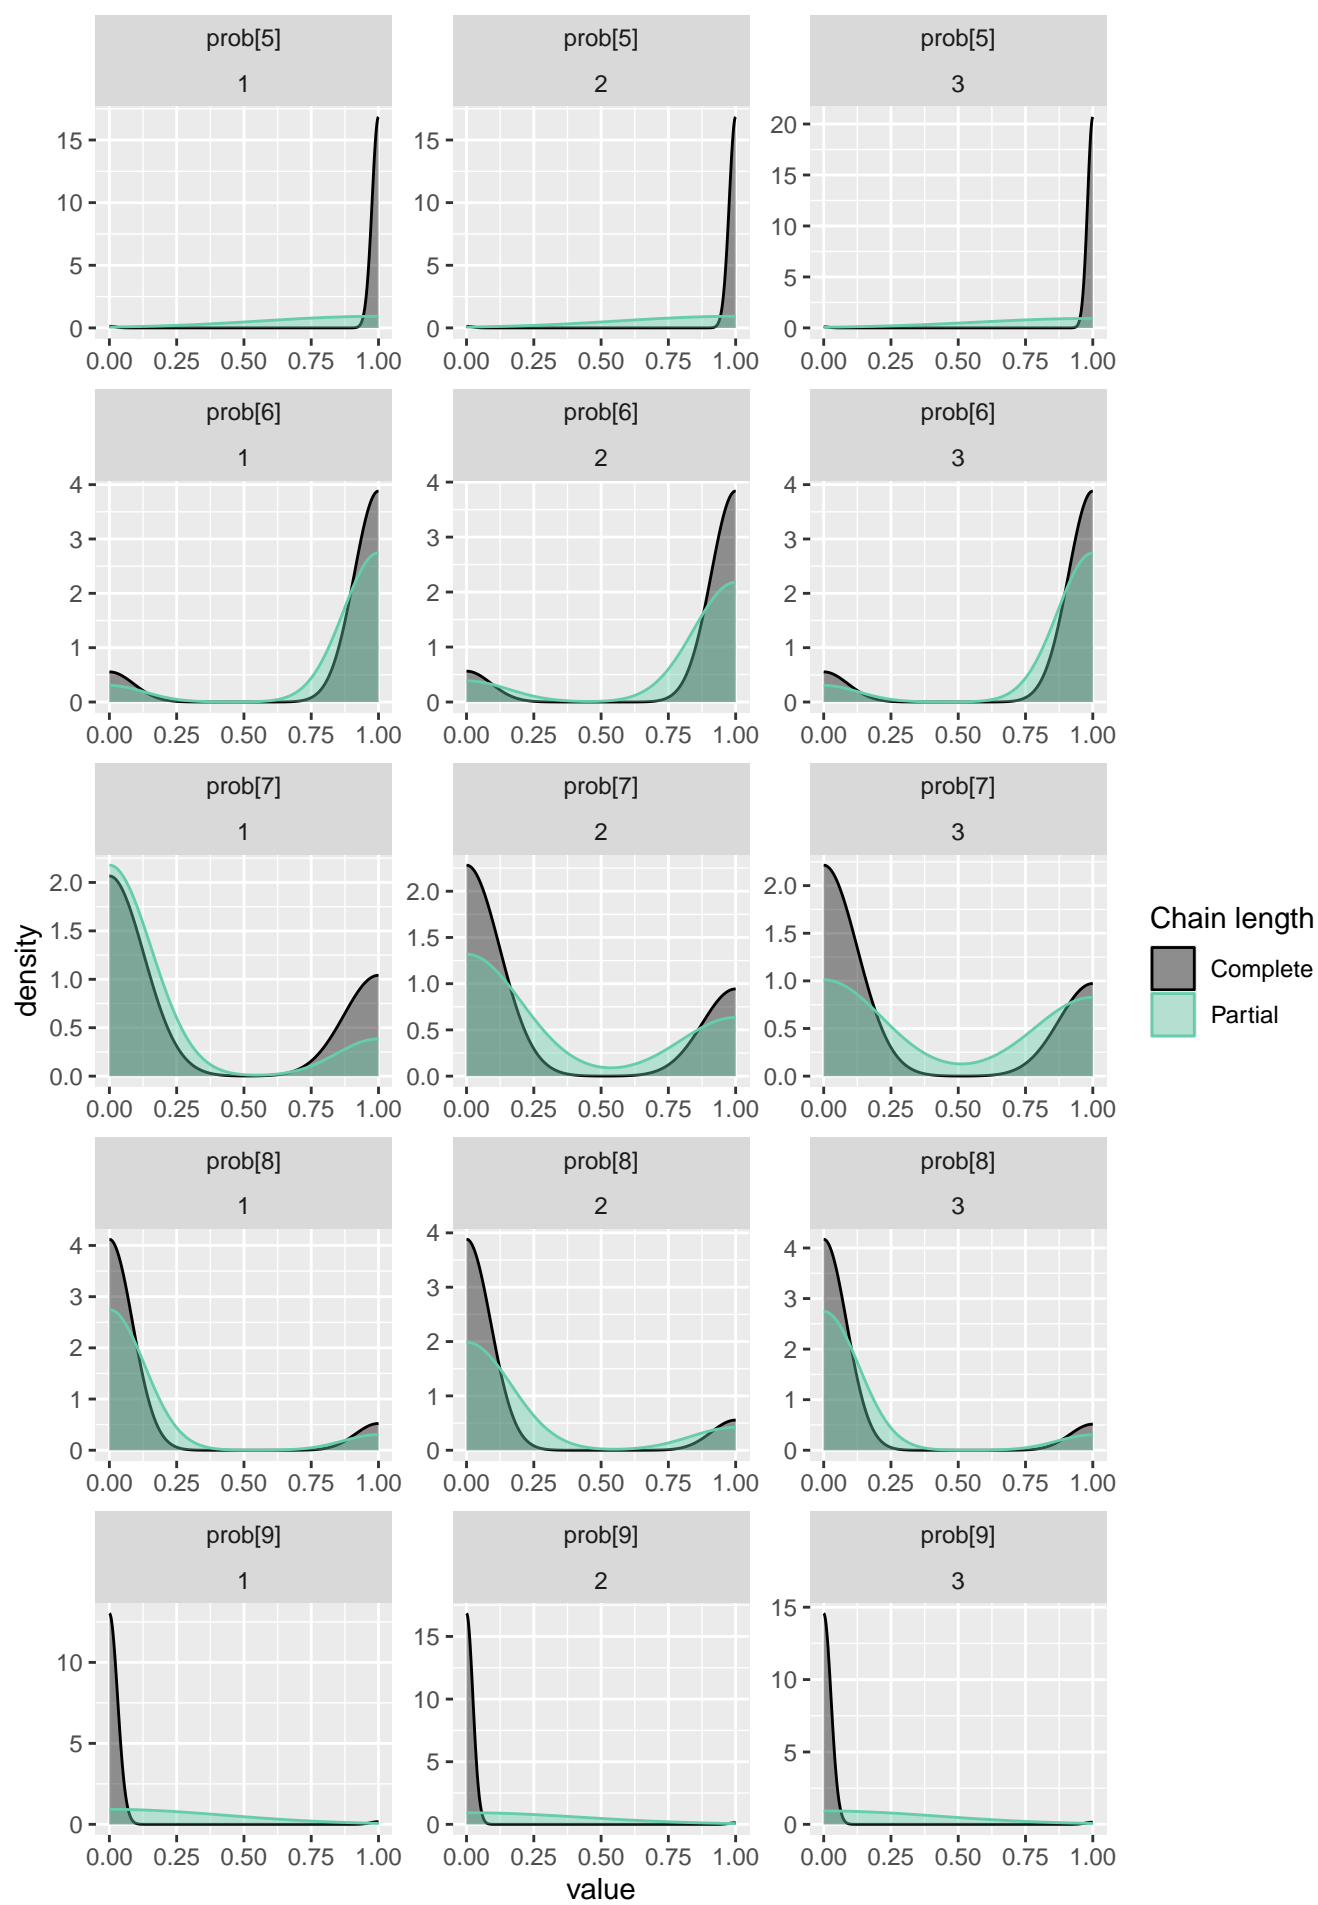 prob[5] prob[5] prob[5]
1 2 3
15 15 20
10 10 15
5 5 10
0 0 5
0
0.00 0.25 0.50 0.75 1.00 0.00 0.25 0.50 0.75 1.00 0.00 0.25 0.50 0.75 1.00
prob[6] prob[6] prob[6]
1 2 3
4 4 4
3 3 3
2 2 2
1 1 1
0 0 0
0.00 0.25 0.50 0.75 1.00 0.00 0.25 0.50 0.75 1.00 0.00 0.25 0.50 0.75 1.00
prob[7] prob[7] prob[7]
1 2 3
2.0 2.0 2.0
1.5 1.5 1.5
1.0 1.0 1.0
0.5 0.5 0.5
0.0 0.0 0.0
0.00 0.25 0.50 0.75 1.00 0.00 0.25 0.50 0.75 1.00 0.00 0.25 0.50 0.75 1.00
density
Chain length
Complete
Partial
prob[8] prob[8] prob[8]
1 2 3
4 4 4
3 3 3
2 2 2
1 1 1
0 0 0
0.00 0.25 0.50 0.75 1.00 0.00 0.25 0.50 0.75 1.00 0.00 0.25 0.50 0.75 1.00
prob[9] prob[9] prob[9]
1 2 3
10 15 15
5 10 10
0 5 5
0 0
0.00 0.25 0.50 0.75 1.00 0.00 0.25 0.50 0.75 1.00 0.00 0.25 0.50 0.75 1.00
value